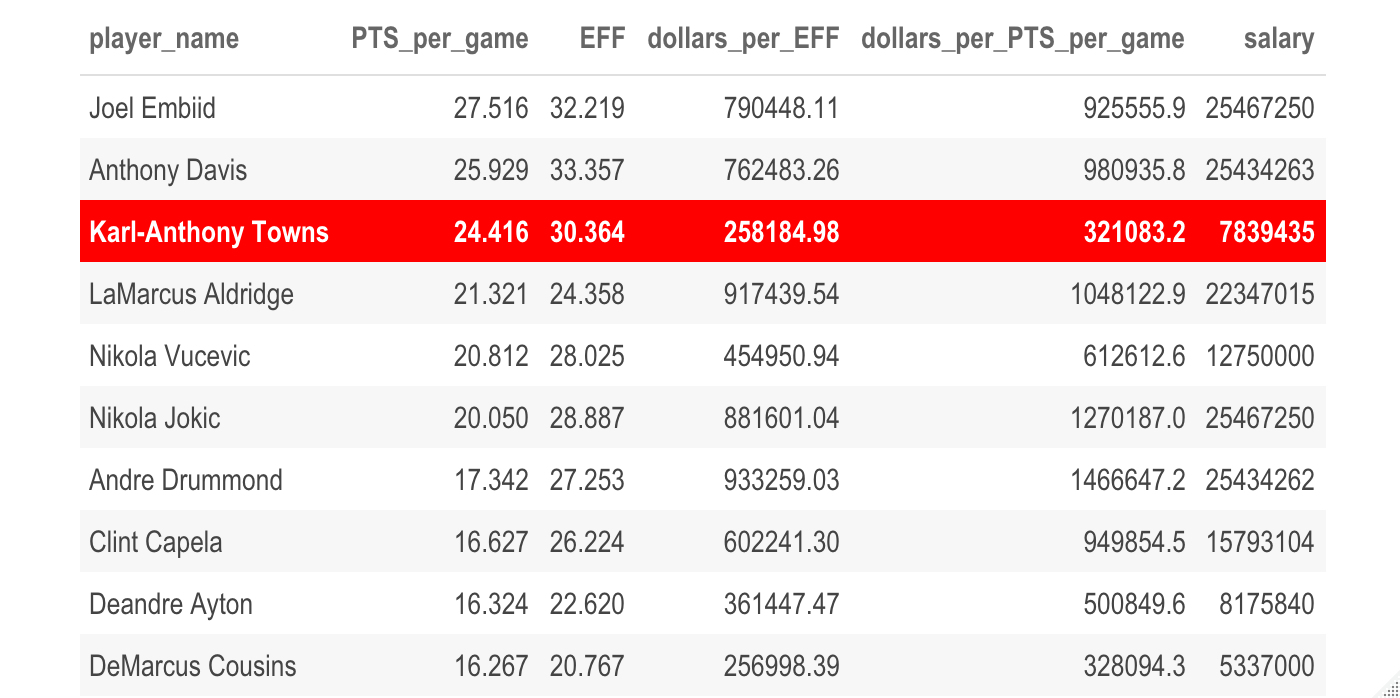 player_name PTS_per_game EFF dollars_per_EFF dollars_per_PTS_per_game salary
Joel Embiid 27.516 32.219 790448.11 925555.9 25467250
Anthony Davis 25.929 33.357 762483.26 980935.8 25434263
Karl-Anthony Towns 24.416 30.364 258184.98 321083.2 7839435
LaMarcus Aldridge 21.321 24.358 917439.54 1048122.9 22347015
Nikola Vucevic 20.812 28.025 454950.94 612612.6 12750000
Nikola Jokic 20.050 28.887 881601.04 1270187.0 25467250
Andre Drummond 17.342 27.253 933259.03 1466647.2 25434262
Clint Capela 16.627 26.224 602241.30 949854.5 15793104
Deandre Ayton 16.324 22.620 361447.47 500849.6 8175840
DeMarcus Cousins 16.267 20.767 256998.39 328094.3 5337000